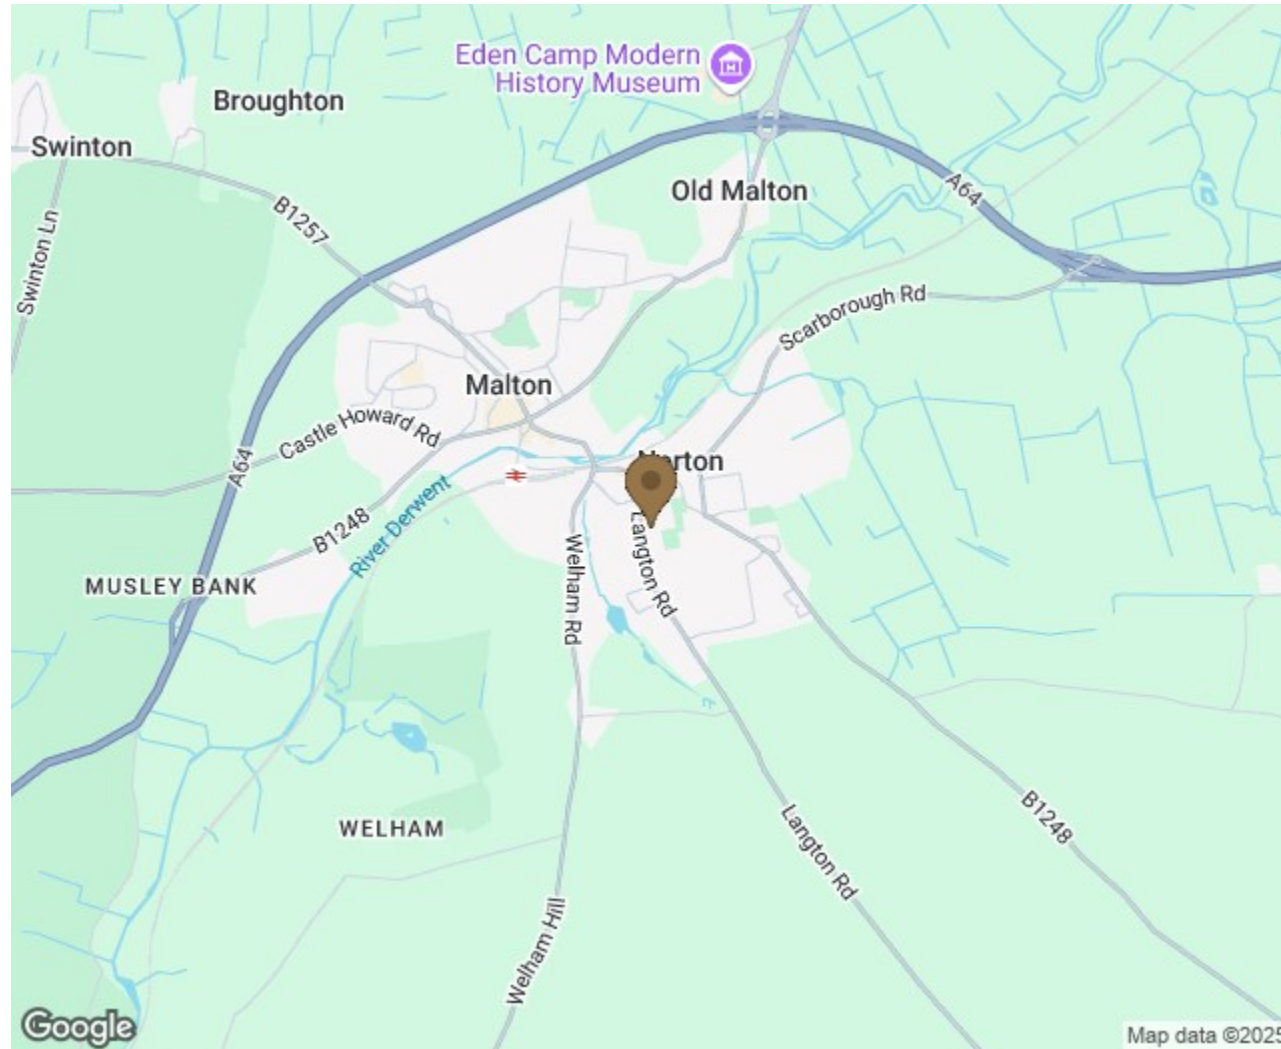 Eden Camp Modern
History Museum
Broughton
Swinton
Old Malton
A64
B1257
Swinton Ln
Scarborough Rd
Malton
Castle Howard Rd
A64
Norton
B1248
River Derwent
Langton Rd
Welham Rd
MUSLEY BANK
WELHAM
B1248
Langton Rd
Welham Hill
Google
Map data ©2025